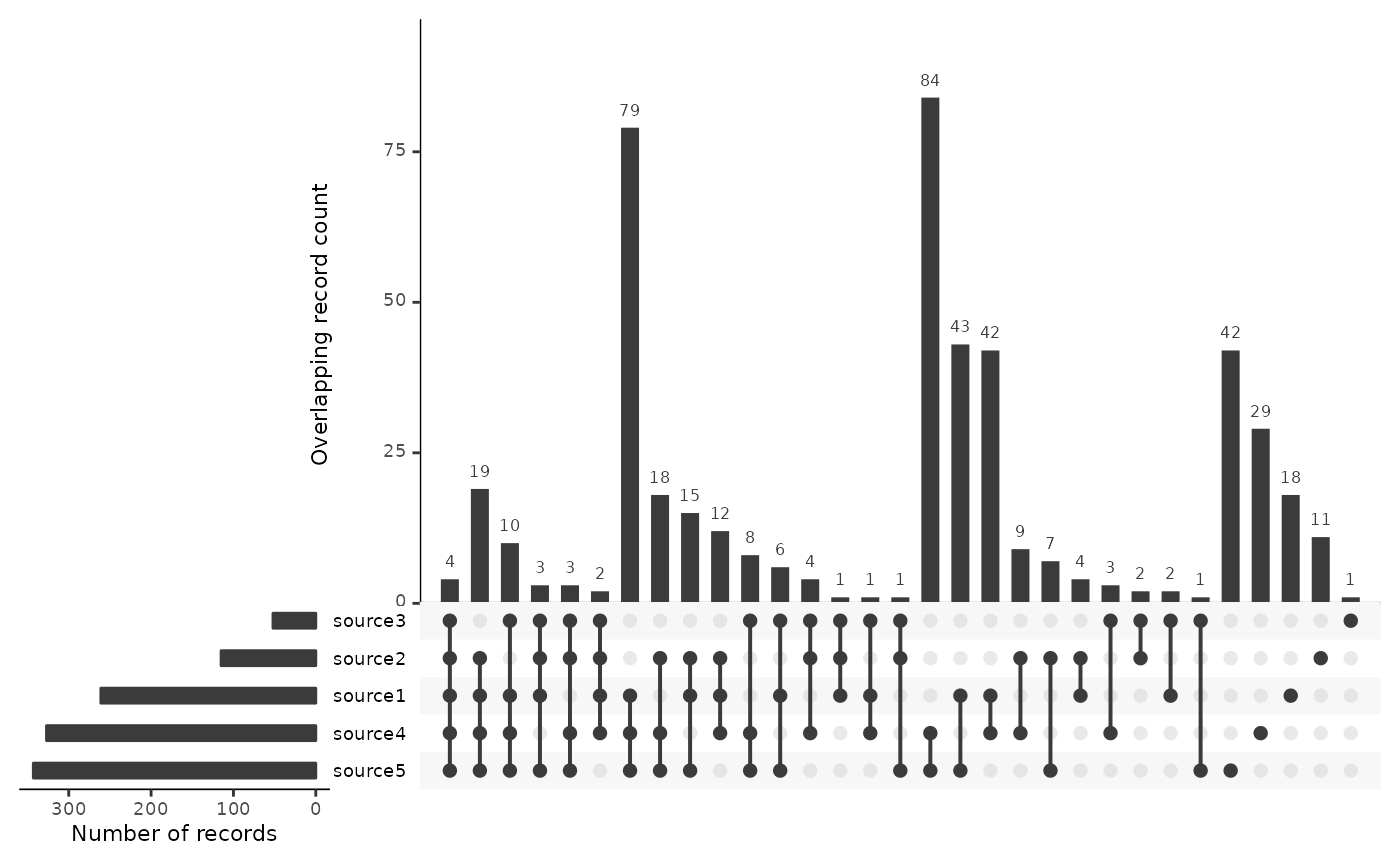 Overlapping record count
75
50
25
0
4 19 10 3 3 2 79 18 15 12 8 6 4 1 1 1 84 43 42 9 7 4 3 2 2 1 42 29 18 11 1
source3
source2
source1
source4
source5
300 200 100 0
Number of records